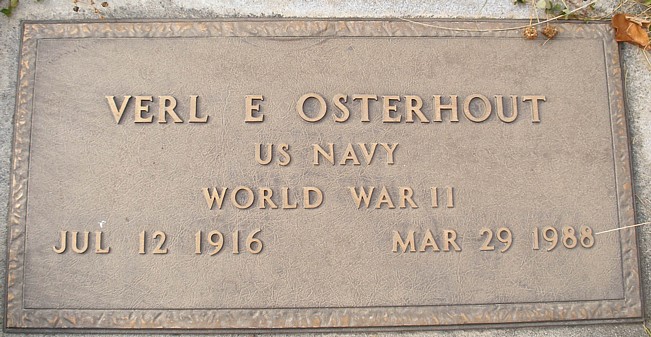 VERL E OSTERHOUT
US NAVY
WORLD WAR II
JUL 12 1916 MAR 29 1988